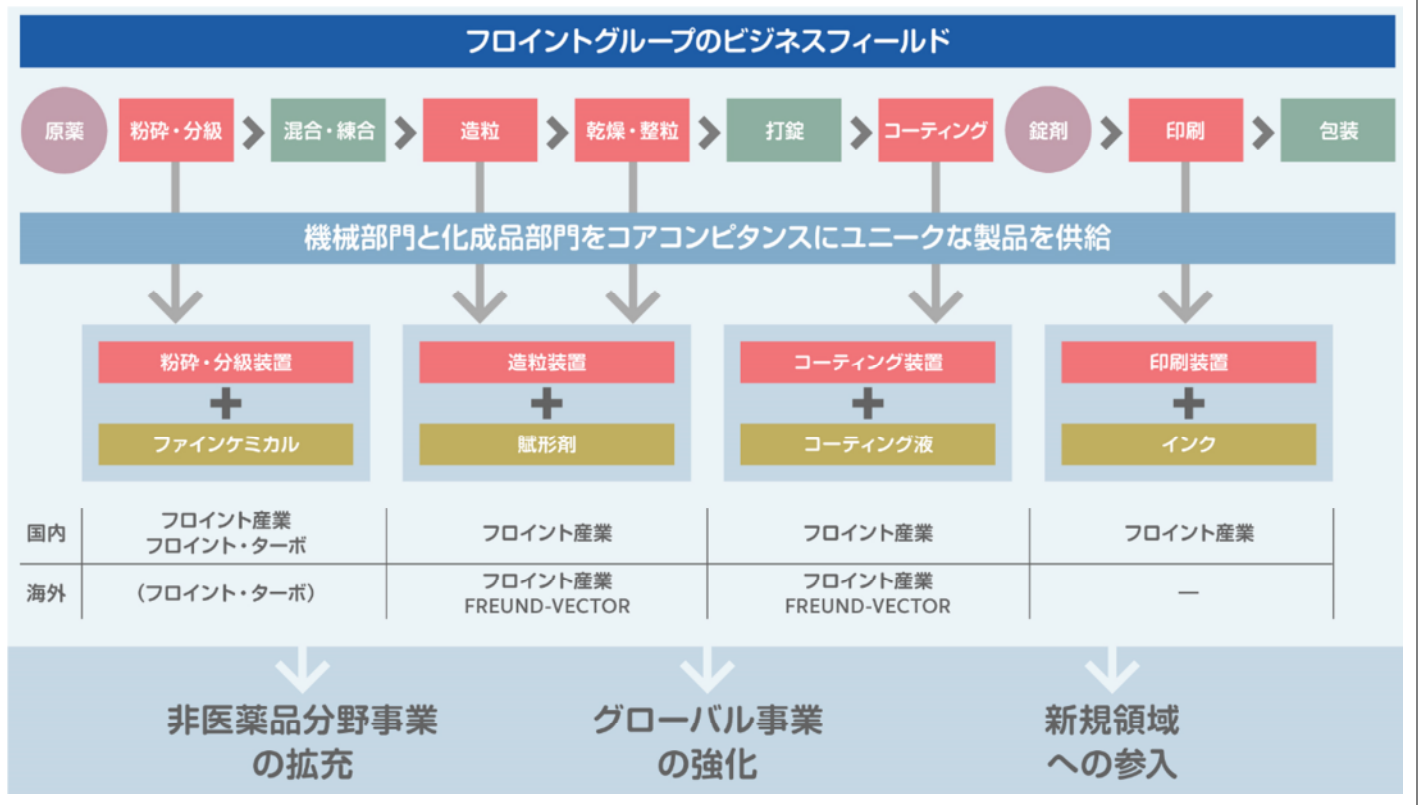 フロイントグループのビジネスフィールド
原薬 粉砕・分級 混合・練合 造粒 乾燥・整粒 打錠 コーティング 錠剤 印刷 包装
機械部門と化成品部門をコアコンピタンスにユニークな製品を供給
粉砕・分級装置 造粒装置 コーティング装置 印刷装置
ファインケミカル 賦形剤 コーティング液 インク
国内
フロイント産業
フロイント・ターボ
フロイント産業
フロイント産業
フロイント産業
海外
(フロイント・ターボ)
フロイント産業
FREUND-VECTOR
フロイント産業
FREUND-VECTOR
—
非医薬品分野事業
の拡充
グローバル事業
の強化
新規領域
への参入